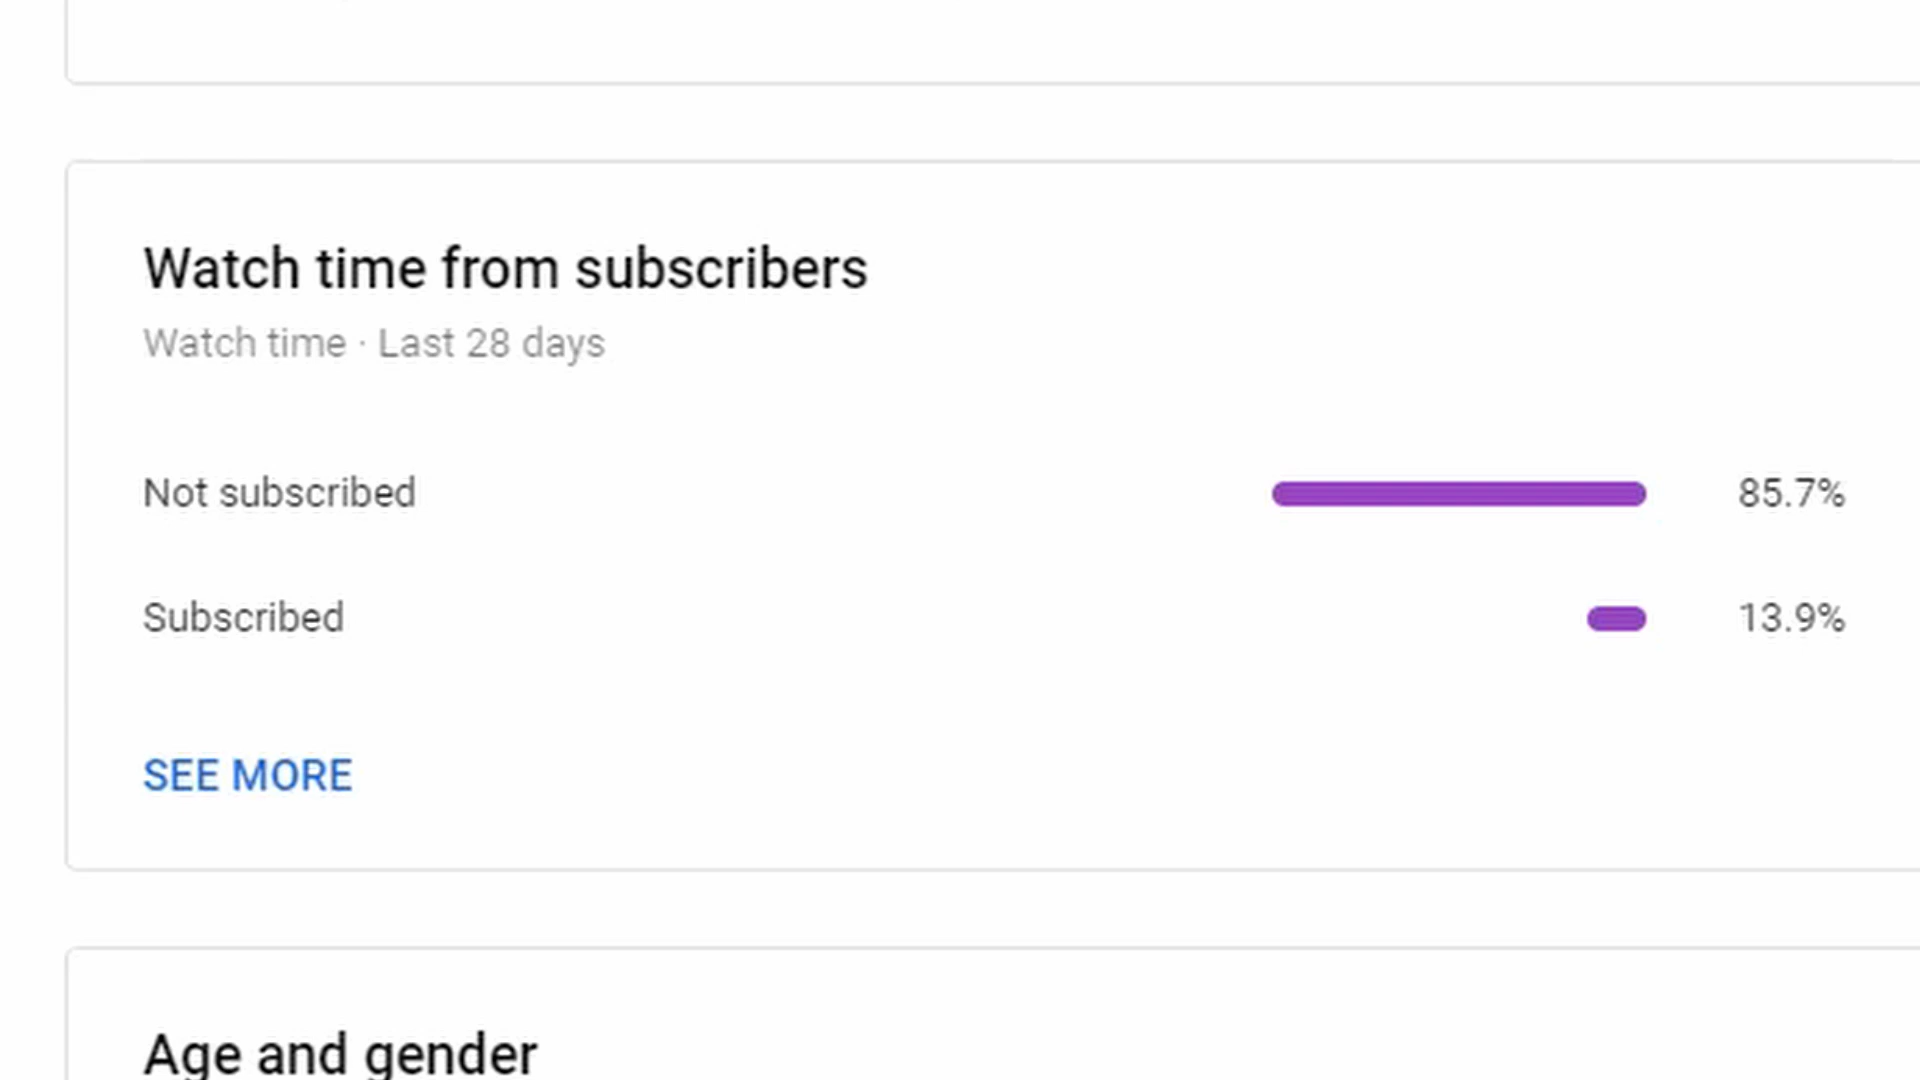 Watch time from subscribers
Watch time · Last 28 days
Not subscribed 85.7%
Subscribed 13.9%
SEE MORE
Age and gender